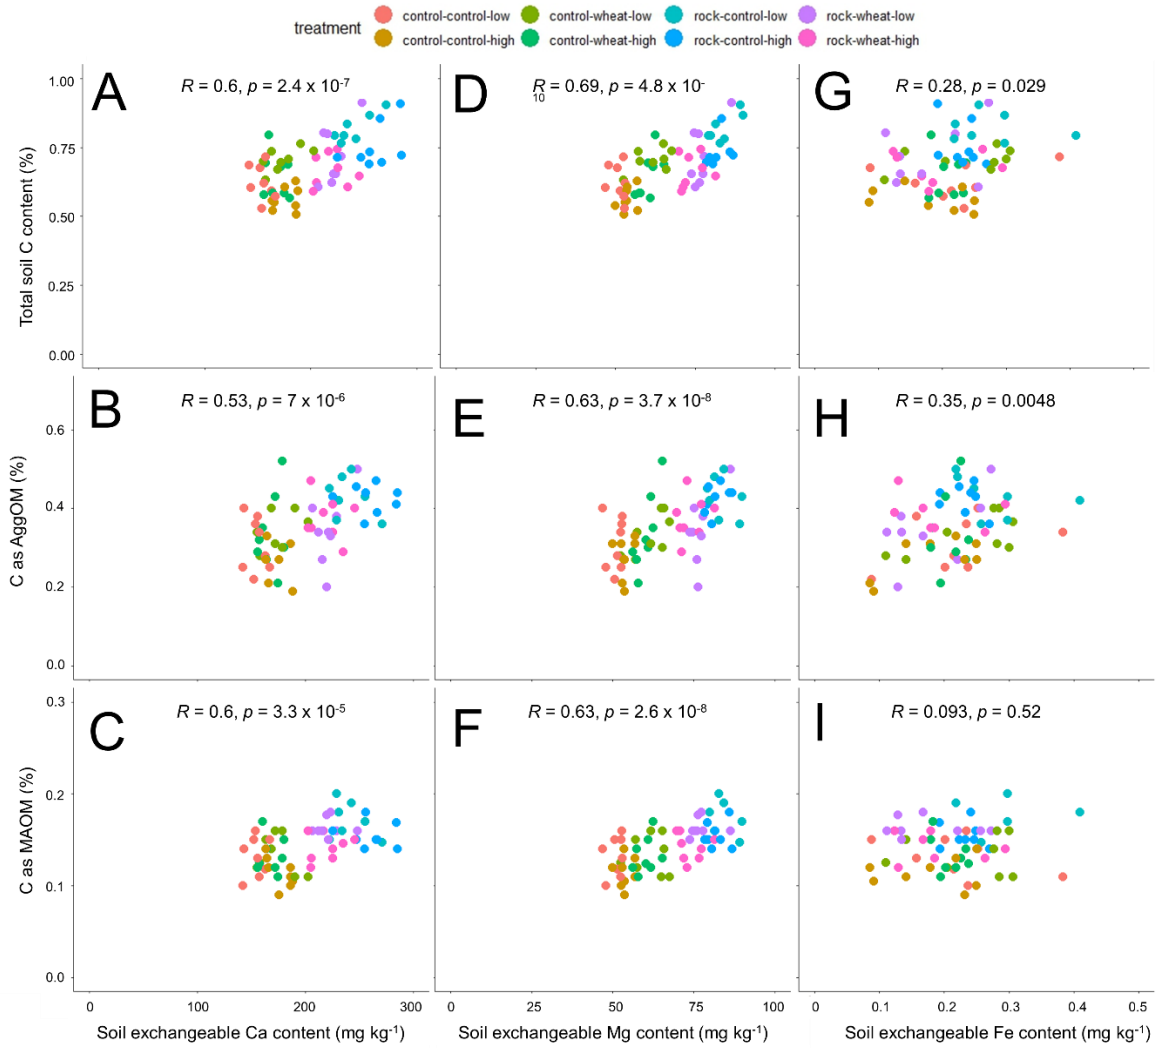 treatment
control-control-low control-wheat-low rock-control-low rock-wheat-low
control-control-high control-wheat-high rock-control-high rock-wheat-high
A
R = 0.6, p = 2.4 x 10-7
D
R = 0.69, p = 4.8 x 10-
10
G
R = 0.28, p = 0.029
Total soil C content (%)
1.00
0.75
0.50
0.25
0.00
B
R = 0.53, p = 7 x 10-6
E
R = 0.63, p = 3.7 x 10-8
H
R = 0.35, p = 0.0048
C as AggOM (%)
0.6
0.4
0.2
0.0
C
R = 0.6, p = 3.3 x 10-5
F
R = 0.63, p = 2.6 x 10-8
I
R = 0.093, p = 0.52
C as MAOM (%)
0.3
0.2
0.1
0.0
0 100 200 300
0 25 50 75 100
0 0.1 0.2 0.3 0.4 0.5
Soil exchangeable Ca content (mg kg-1)
Soil exchangeable Mg content (mg kg-1)
Soil exchangeable Fe content (mg kg-1)